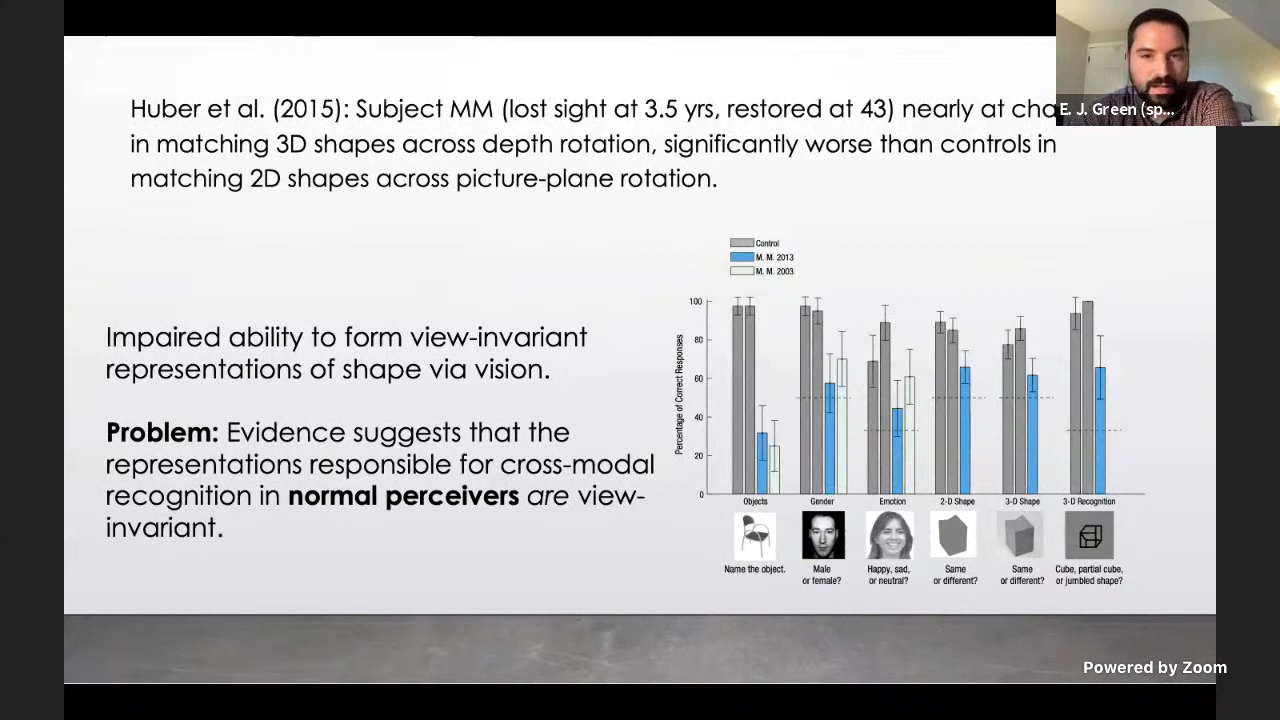 Huber et al. (2015): Subject MM (lost sight at 3.5 yrs, restored at 43) nearly at
in matching 3D shapes across depth rotation, significantly worse than controls in
matching 2D shapes across picture-plane rotation.
E. J. Green (sp...
Impaired ability to form view-invariant
representations of shape via vision.
Problem: Evidence suggests that the
representations responsible for cross-modal
recognition in normal perceivers are view-
invariant.
Control
M. M. 2013
M. M. 2003
Percentage of Correct Responses
100
80
60
40
20
0
Objects Gender Emotion 2-D Shape 3-D Shape 3-D Recognition
Name the object. Male Happy, sad, Same Same Cube, partial cube,
or female? or neutral? or different? or different? or jumbled shape?
Powered by Zoom